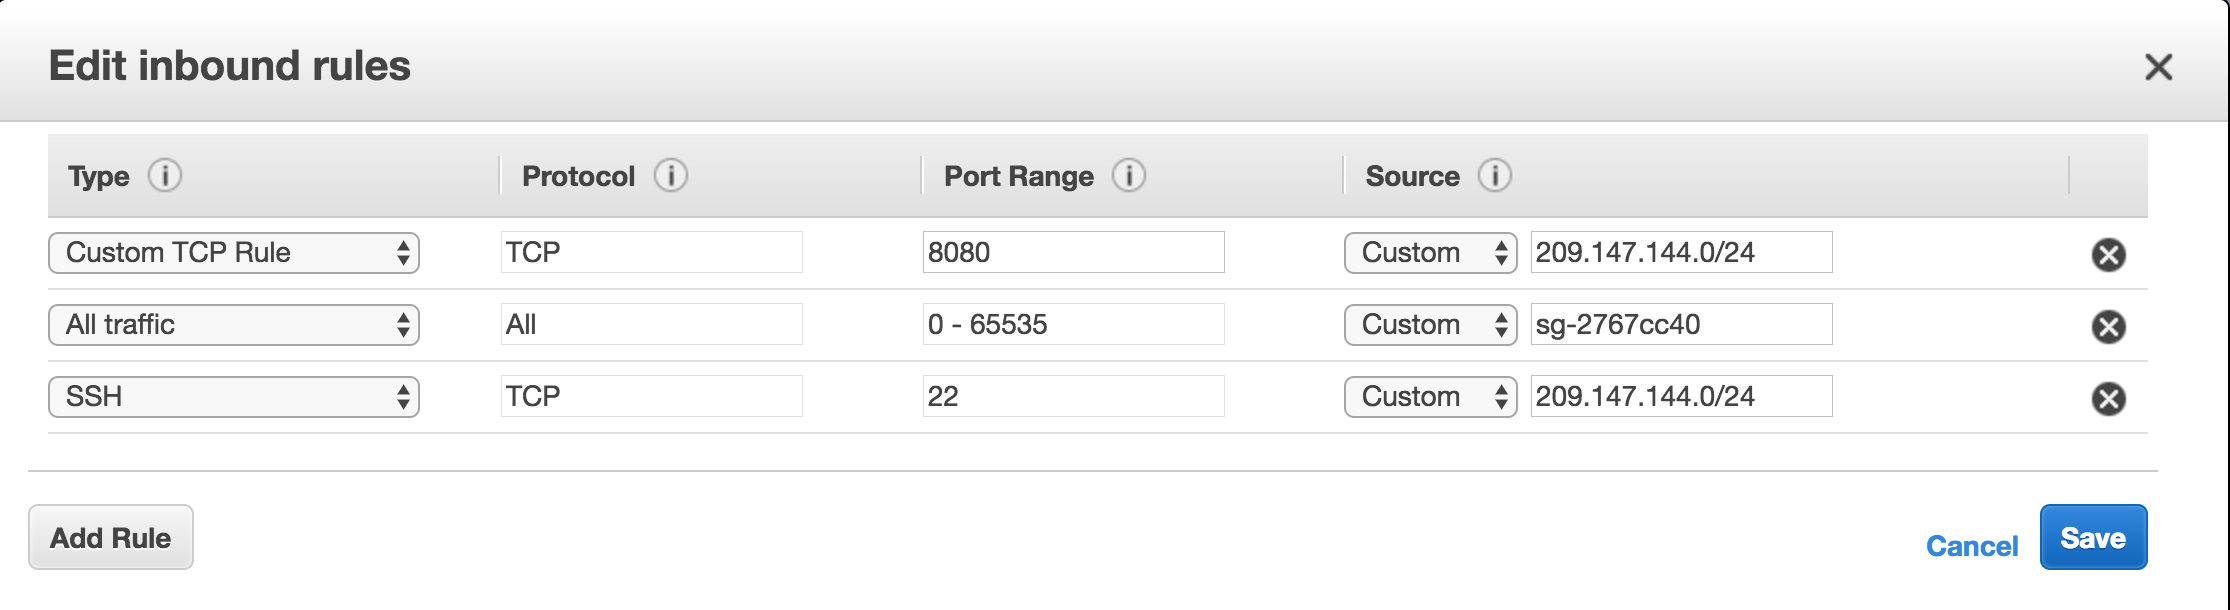 Edit inbound rules
Type Protocol Port Range Source
Custom TCP Rule TCP 8080 Custom 209.147.144.0/24
All traffic All 0 - 65535 Custom sg-2767cc40
SSH TCP 22 Custom 209.147.144.0/24
Add Rule Cancel Save